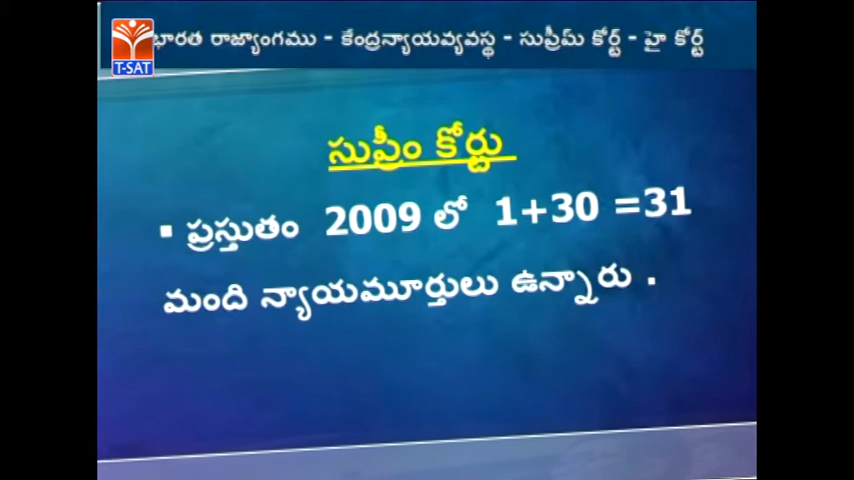 భారత రాజ్యాంగము - కేంద్రన్యాయవ్యవస్థ - సుప్రీమ్ కోర్ట్ - హై కోర్ట్
T-SAT
సుప్రీం కోర్టు
▪ ప్రస్తుతం 2009 లో 1+30 =31
మంది న్యాయమూర్తులు ఉన్నారు .